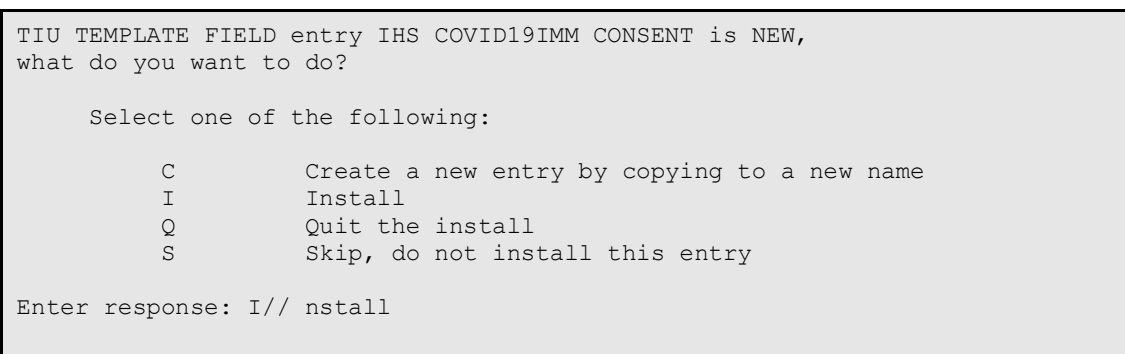 TIU TEMPLATE FIELD entry IHS COVID19IMM CONSENT is NEW,
what do you want to do?
Select one of the following:
C Create a new entry by copying to a new name
I Install
Q Quit the install
S Skip, do not install this entry
Enter response: I// nstall